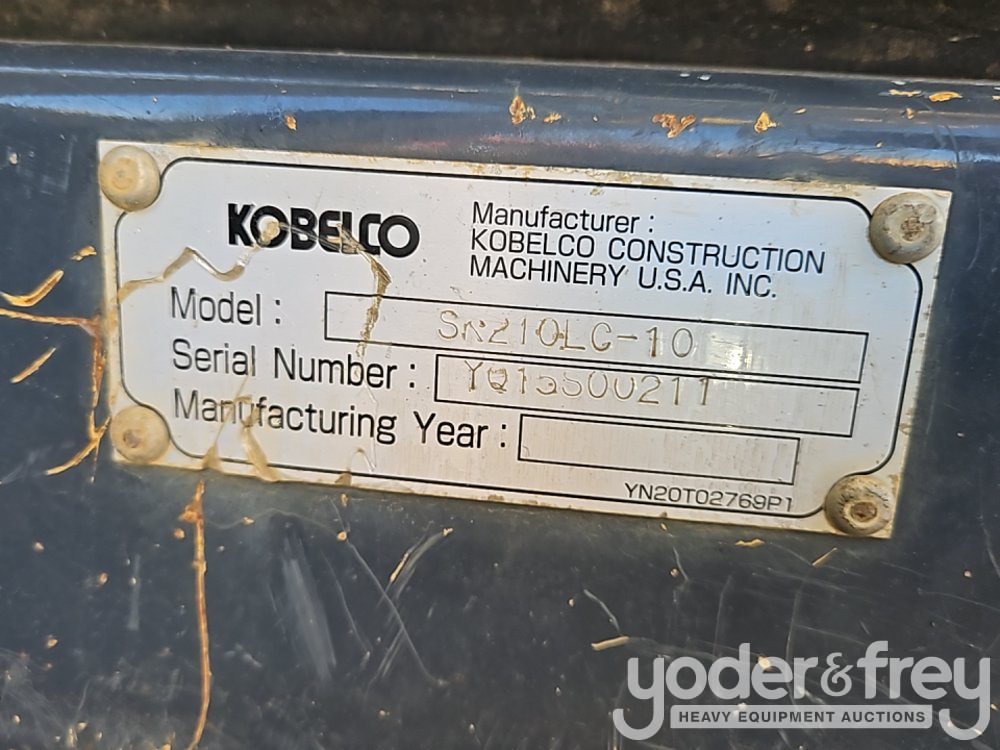 KOBELCO
Manufacturer :
KOBELCO CONSTRUCTION
MACHINERY U.S.A. INC.
Model : SK210LC-10
Serial Number : YQ15S00211
Manufacturing Year :
YN20T02769P1
yoder&frey
HEAVY EQUIPMENT AUCTIONS